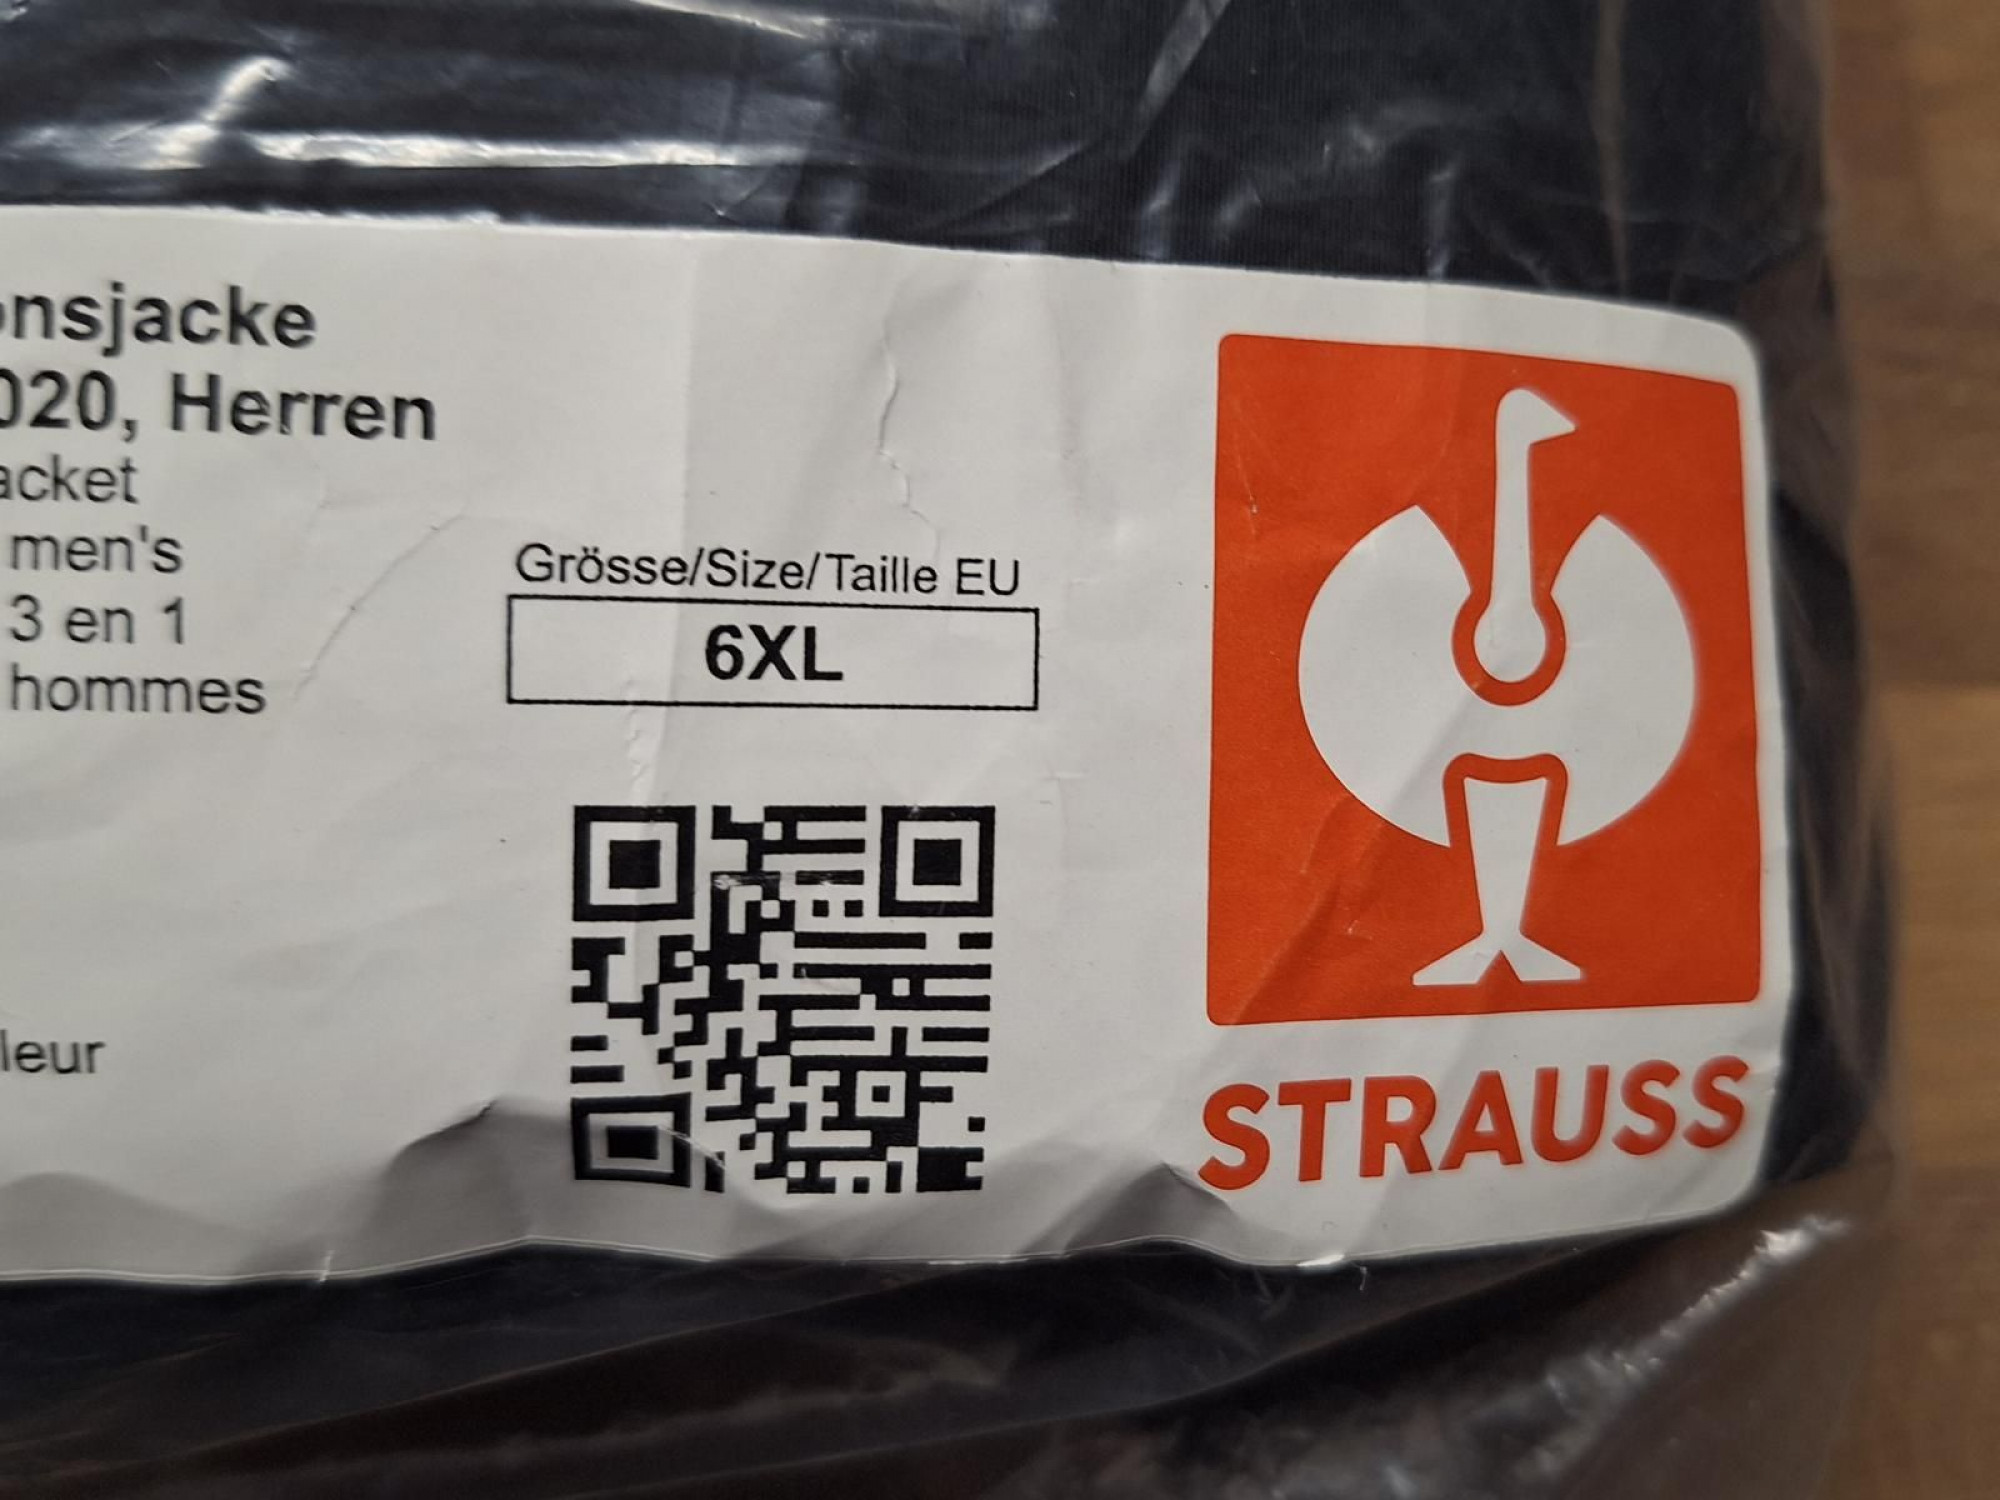 onsjacke
020, Herren
acket
men's
3 en 1
hommes
leur
Grösse/Size/Taille EU
6XL
STRAUSS